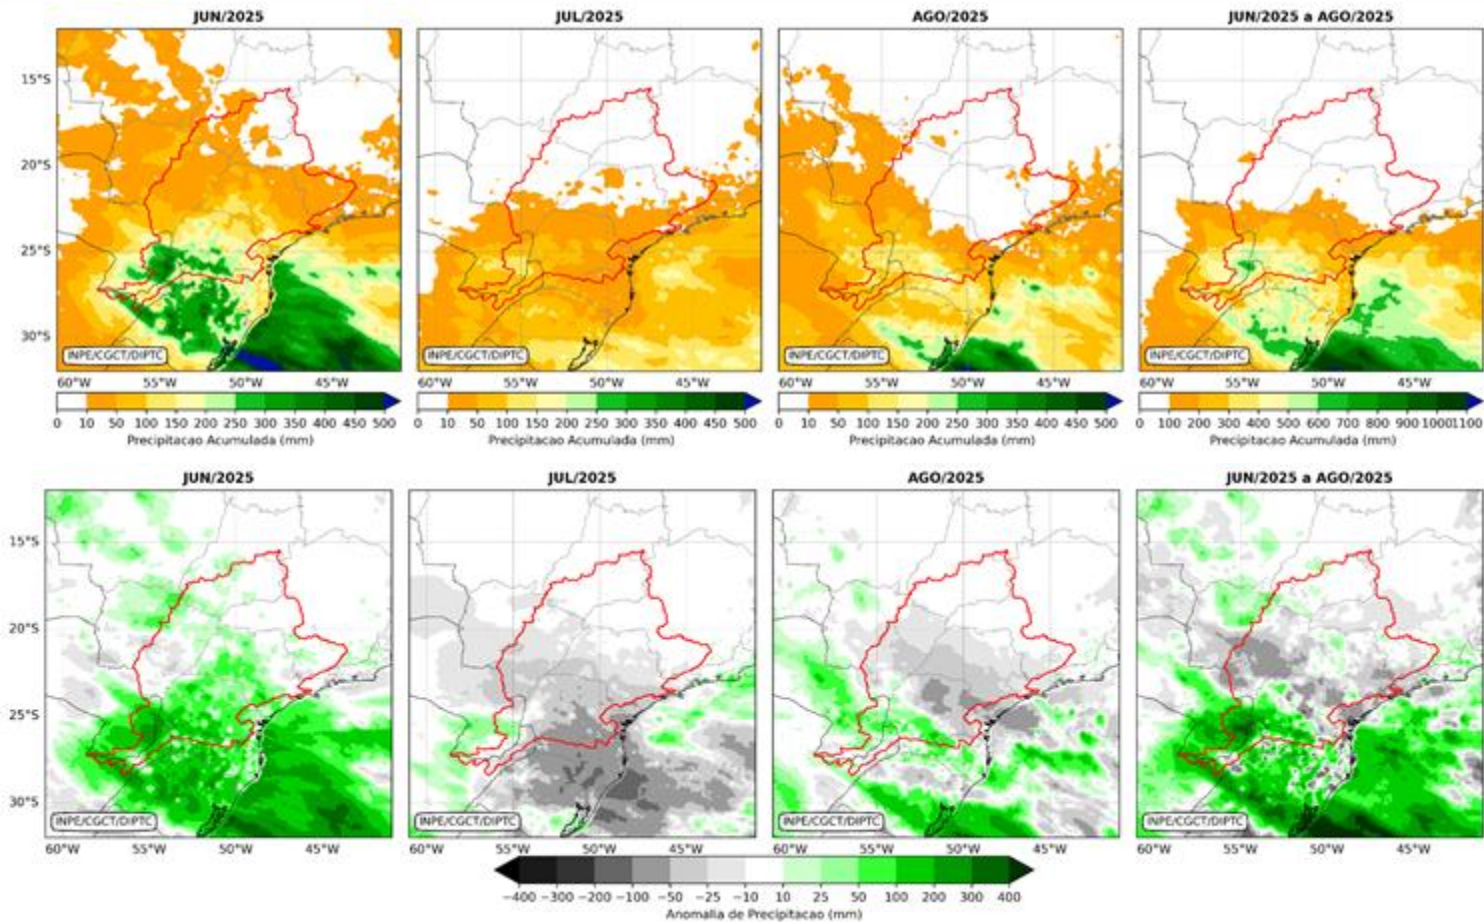 JUN/2025 JUL/2025 AGO/2025 JUN/2025 a AGO/2025
15°S
20°S
25°S
30°S
INPE/CGCT/DIPTC INPE/CGCT/DIPTC INPE/CGCT/DIPTC INPE/CGCT/DIPTC
60°W 55°W 50°W 45°W 60°W 55°W 50°W 45°W 60°W 55°W 50°W 45°W 60°W 55°W 50°W 45°W
0 10 50 100 150 200 250 300 350 400 450 500 0 10 50 100 150 200 250 300 350 400 450 500 0 10 50 100 150 200 250 300 350 400 450 500 0 100 200 300 400 500 600 700 800 900 1000 1100
Precipitacao Acumulada (mm) Precipitacao Acumulada (mm) Precipitacao Acumulada (mm) Precipitacao Acumulada (mm)
JUN/2025 JUL/2025 AGO/2025 JUN/2025 a AGO/2025
15°S
20°S
25°S
30°S
INPE/CGCT/DIPTC INPE/CGCT/DIPTC INPE/CGCT/DIPTC INPE/CGCT/DIPTC
60°W 55°W 50°W 45°W 60°W 55°W 50°W 45°W 60°W 55°W 50°W 45°W 60°W 55°W 50°W 45°W
−400 −300 −200 −100 −50 −25 −10 10 25 50 100 200 300 400
Anomalia de Precipitacao (mm)